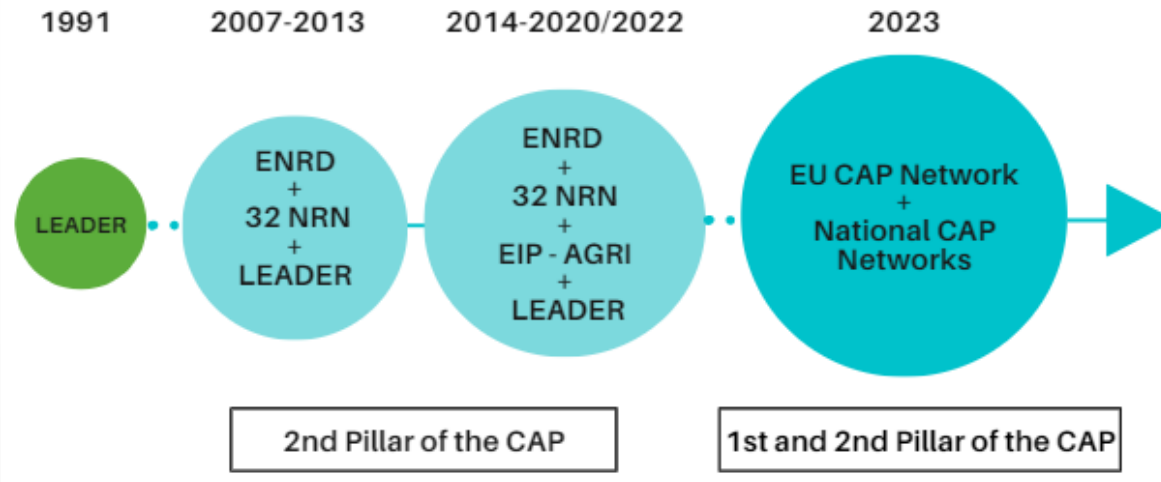 1991
2007-2013
2014-2020/2022
2023
LEADER
ENRD
+
32 NRN
+
LEADER
ENRD
+
32 NRN
+
EIP - AGRI
+
LEADER
EU CAP Network
+
National CAP
Networks
2nd Pillar of the CAP
1st and 2nd Pillar of the CAP